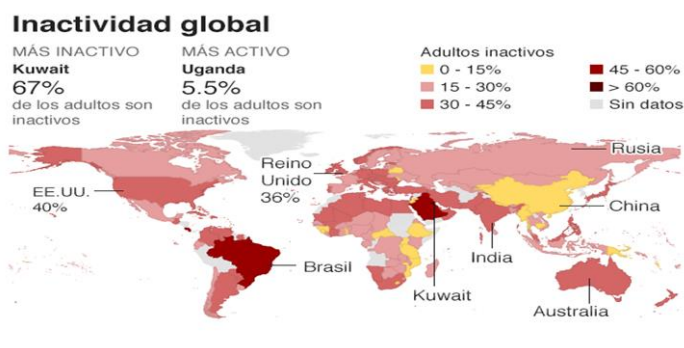 Inactividad global
MÁS INACTIVO
Kuwait
67%
de los adultos son
inactivos
MÁS ACTIVO
Uganda
5.5%
de los adultos son
inactivos
Adultos inactivos
0 - 15%
15 - 30%
30 - 45%
45 - 60%
> 60%
Sin datos
Rusia
Reino
Unido
36%
EE.UU.
40%
China
India
Brasil
Kuwait
Australia